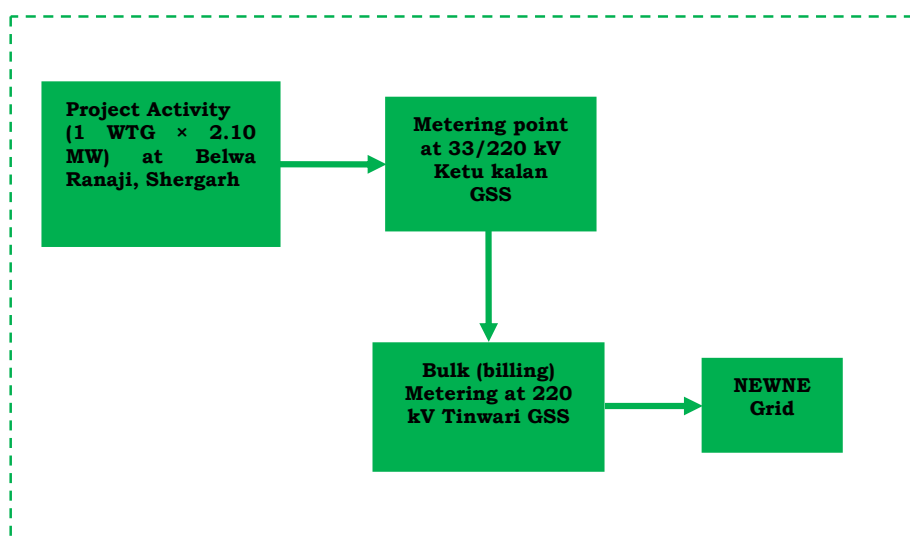 Project Activity
(1 WTG × 2.10
MW) at Belwa
Ranaji, Shergarh
Metering point
at 33/220 kV
Ketu kalan
GSS
Bulk (billing)
Metering at 220
kV Tinwari GSS
NEWNE
Grid